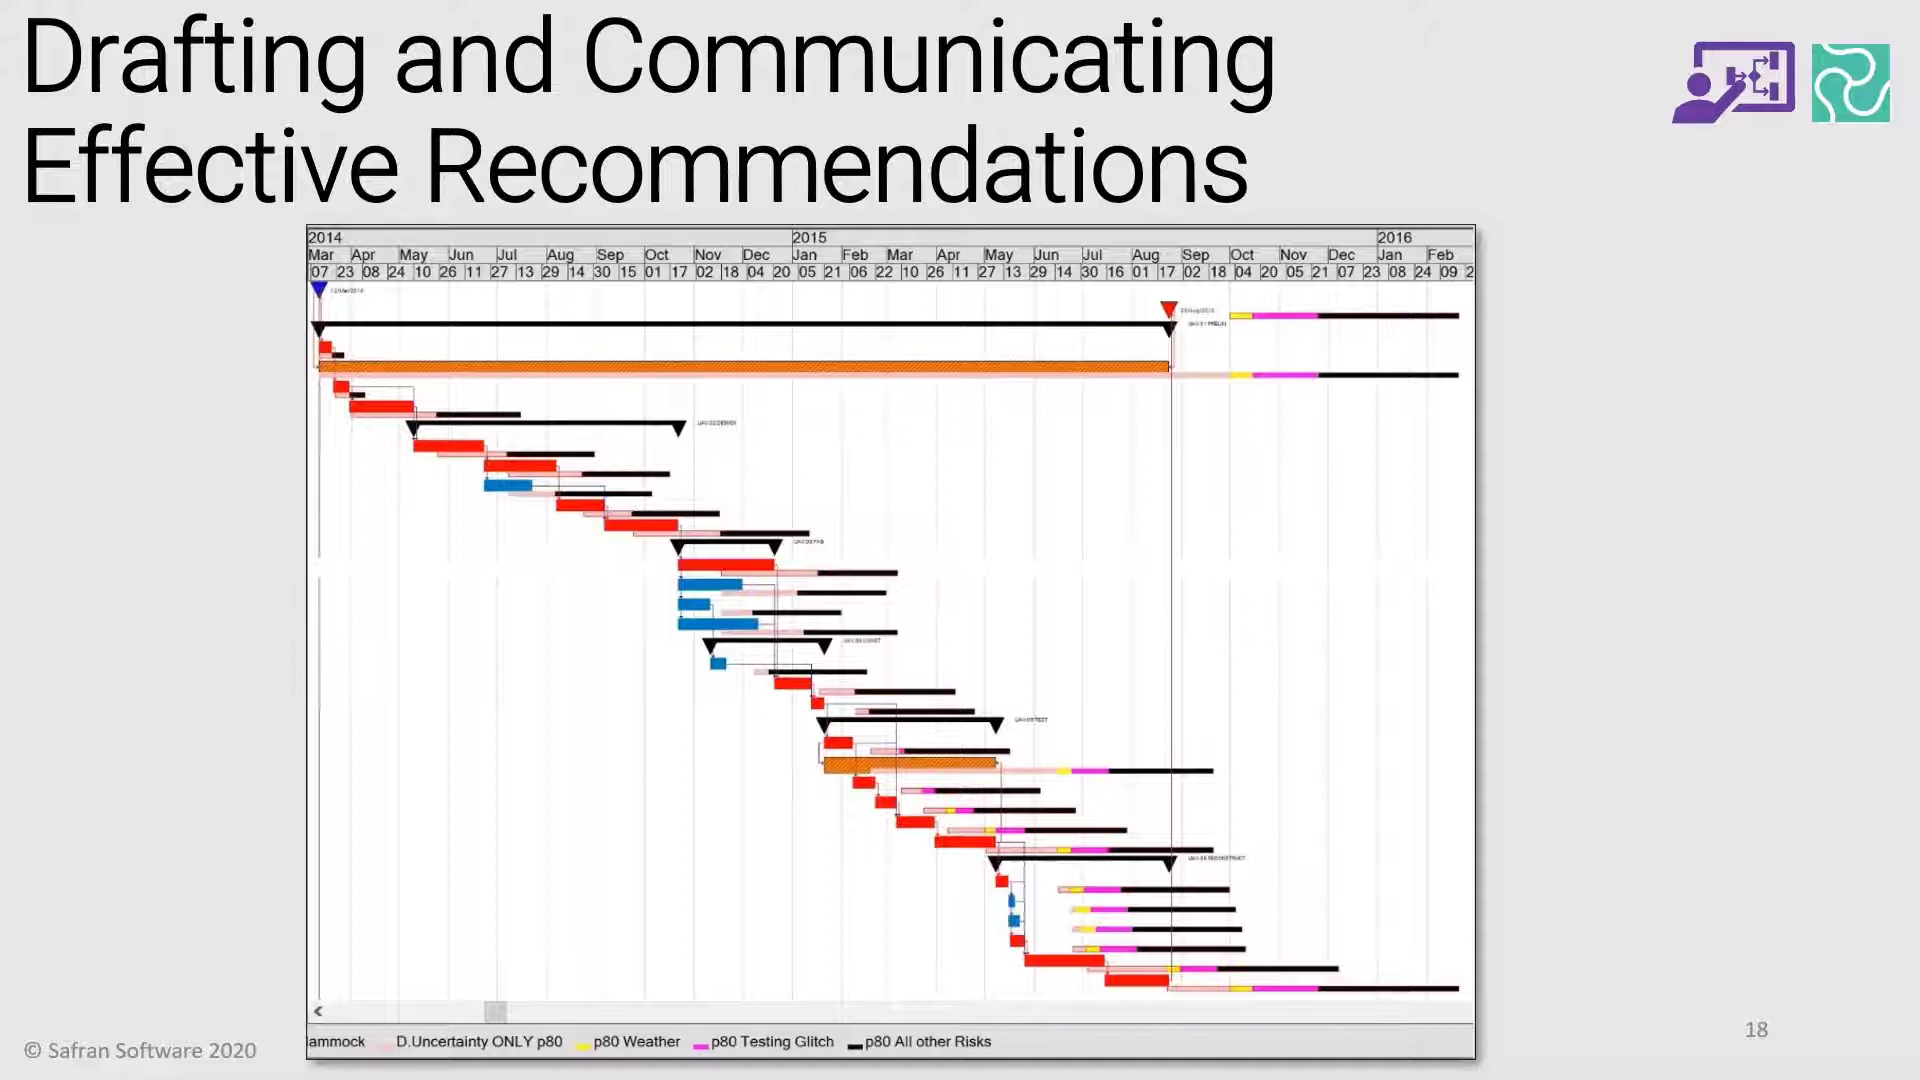 Drafting and Communicating
Effective Recommendations
2014 2015 2016
Mar Apr May Jun Jul Aug Sep Oct Nov Dec Jan Feb Mar Apr May Jun Jul Aug Sep Oct Nov Dec Jan Feb
07 23 08 24 10 26 11 27 13 29 14 30 15 01 17 02 18 04 20 05 21 06 22 10 26 11 27 13 29 14 30 16 01 17 02 18 04 20 05 21 07 23 08 24 09 2
ammock D.Uncertainty ONLY p80 p80 Weather p80 Testing Glitch p80 All other Risks
© Safran Software 2020
18